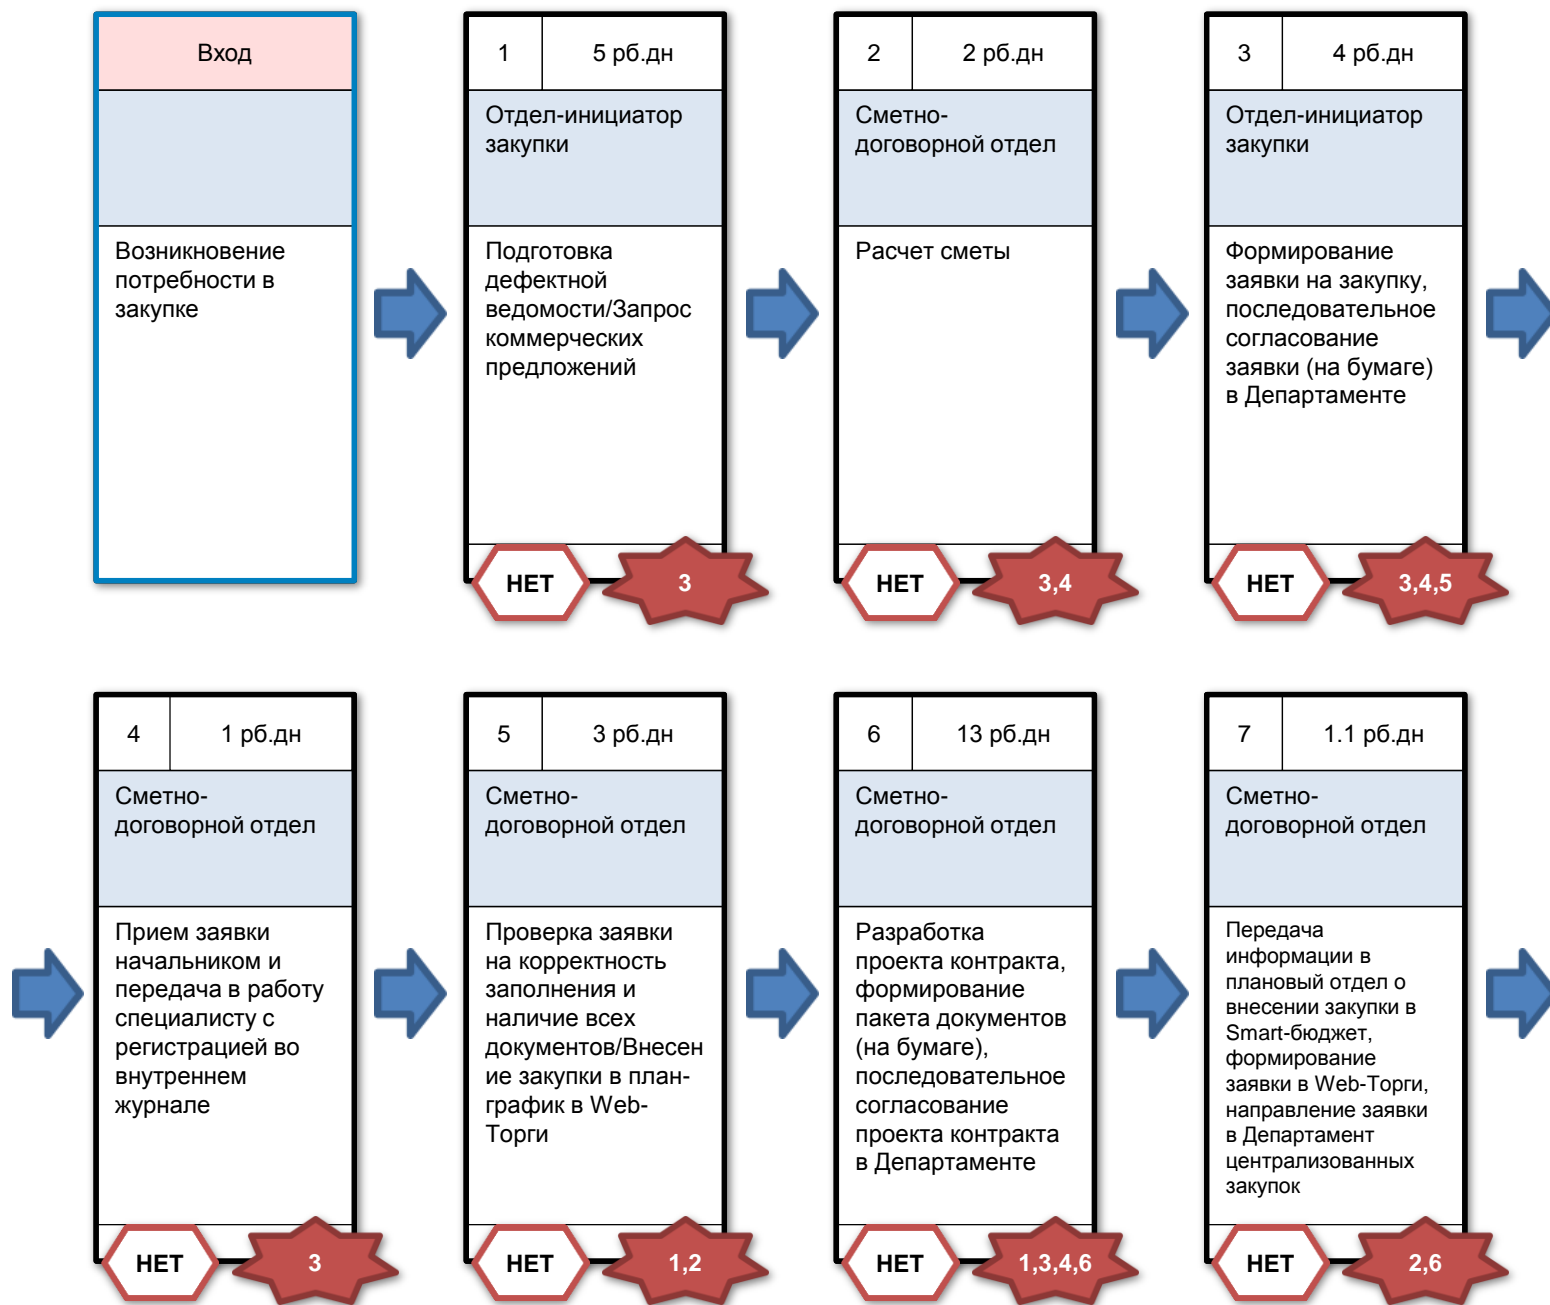 Вход
Возникновение
потребности в
закупке
1
5 рб.дн
Отдел-инициатор
закупки
Подготовка
дефектной
ведомости/Запрос
коммерческих
предложений
НЕТ
3
2
2 рб.дн
Сметно-
договорной отдел
Расчет сметы
НЕТ
3,4
3
4 рб.дн
Отдел-инициатор
закупки
Формирование
заявки на закупку,
последовательное
согласование
заявки (на бумаге)
в Департаменте
НЕТ
3,4,5
4
1 рб.дн
Сметно-
договорной отдел
Прием заявки
начальником и
передача в работу
специалисту с
регистрацией во
внутреннем
журнале
НЕТ
3
5
3 рб.дн
Сметно-
договорной отдел
Проверка заявки
на корректность
заполнения и
наличие всех
документов/Внесен
ие закупки в план-
график в Web-
Торги
НЕТ
1,2
6
13 рб.дн
Сметно-
договорной отдел
Разработка
проекта контракта,
формирование
пакета документов
(на бумаге),
последовательное
согласование
проекта контракта
в Департаменте
НЕТ
1,3,4,6
7
1.1 рб.дн
Сметно-
договорной отдел
Передача
информации в
плановый отдел о
внесении закупки в
Smart-бюджет,
формирование
заявки в Web-Торги,
направление заявки
в Департамент
централизованных
закупок
НЕТ
2,6